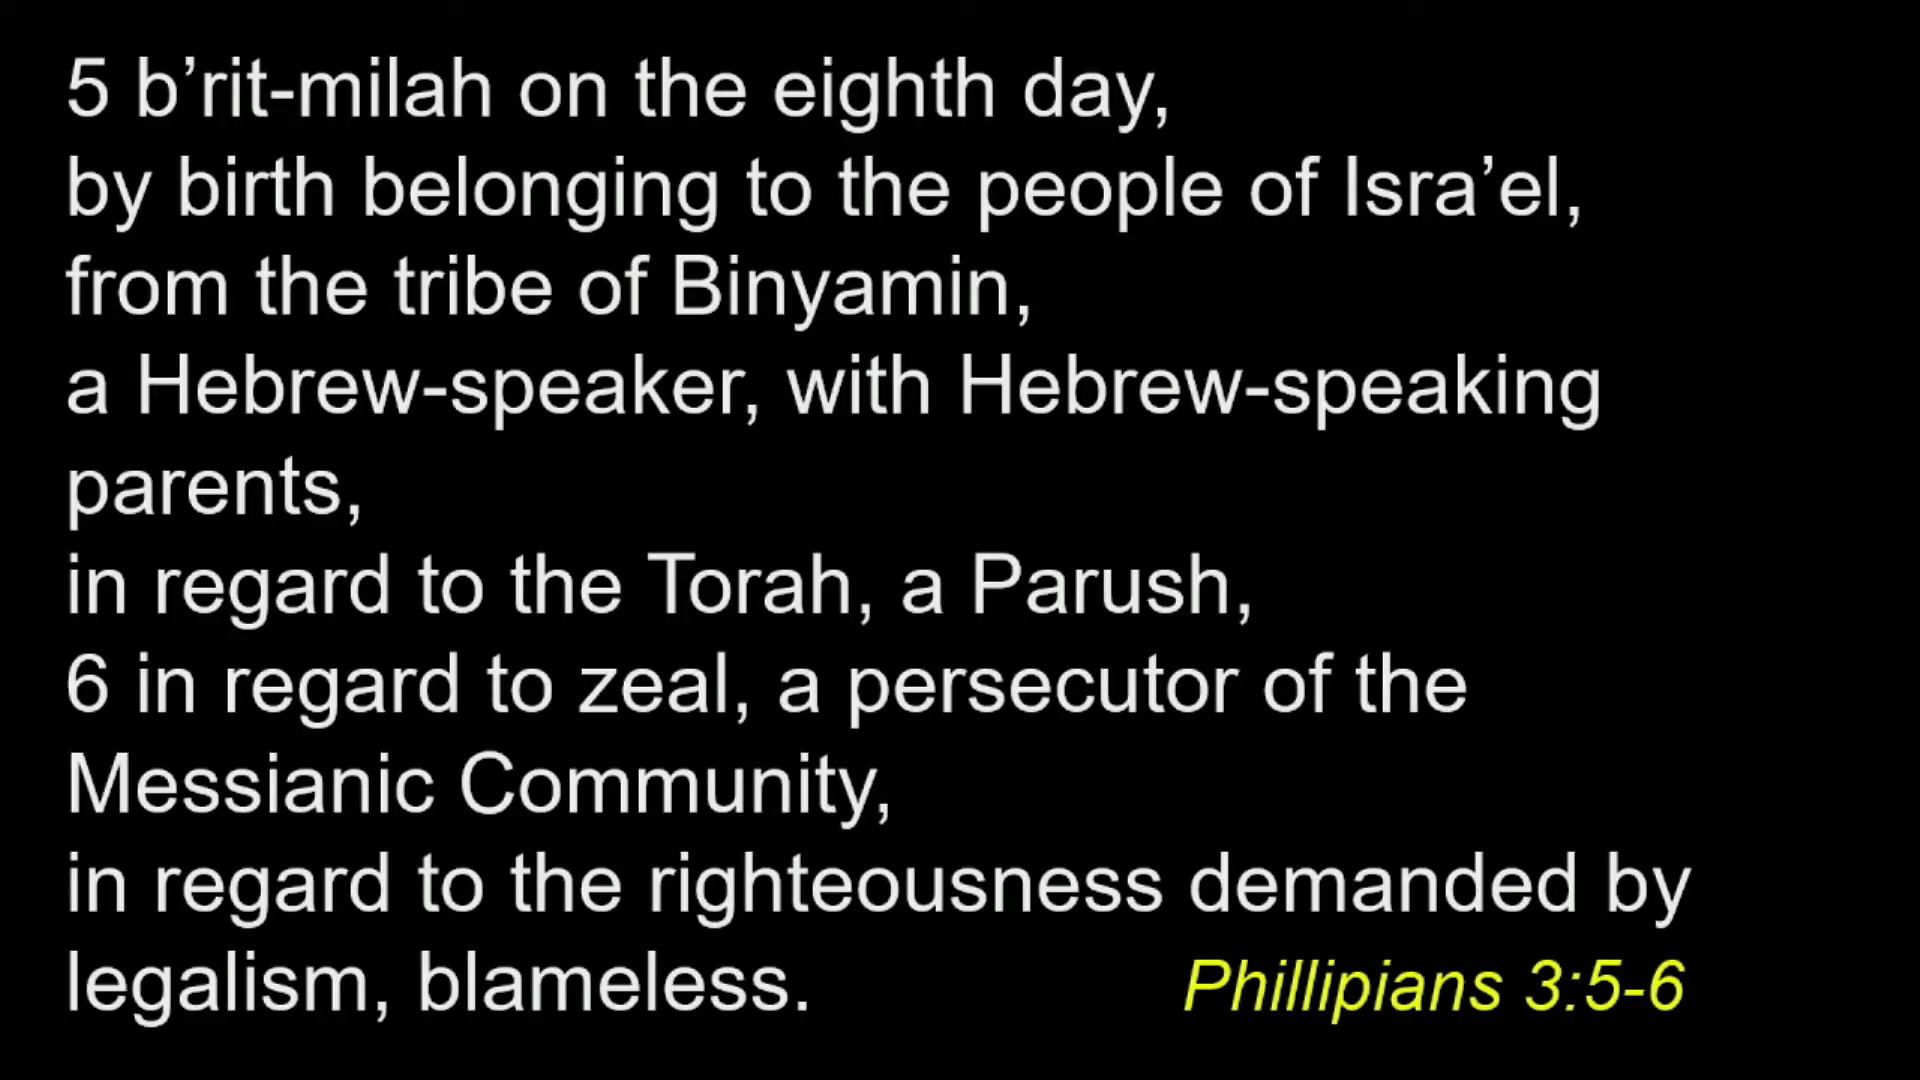 5 b’rit-milah on the eighth day,
by birth belonging to the people of Isra’el,
from the tribe of Binyamin,
a Hebrew-speaker, with Hebrew-speaking
parents,
in regard to the Torah, a Parush,
6 in regard to zeal, a persecutor of the
Messianic Community,
in regard to the righteousness demanded by
legalism, blameless. Phillipians 3:5-6